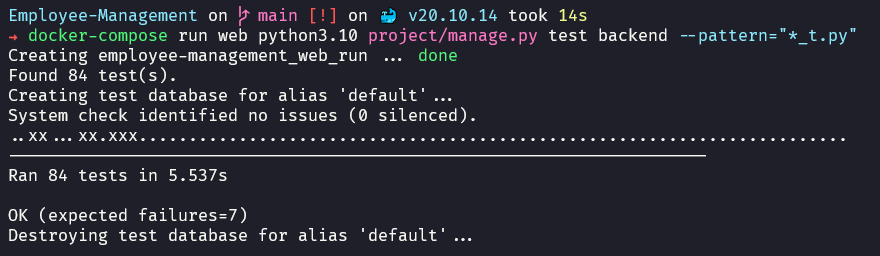 Employee-Management on main [!] on v20.10.14 took 14s
→ docker-compose run web python3.10 project/manage.py test backend --pattern="*_t.py"
Creating employee-management_web_run ... done
Found 84 test(s).
Creating test database for alias 'default'...
System check identified no issues (0 silenced).
..xx...xx.xxx........................................................................
----------------------------------------------------------------------
Ran 84 tests in 5.537s
OK (expected failures=7)
Destroying test database for alias 'default'...